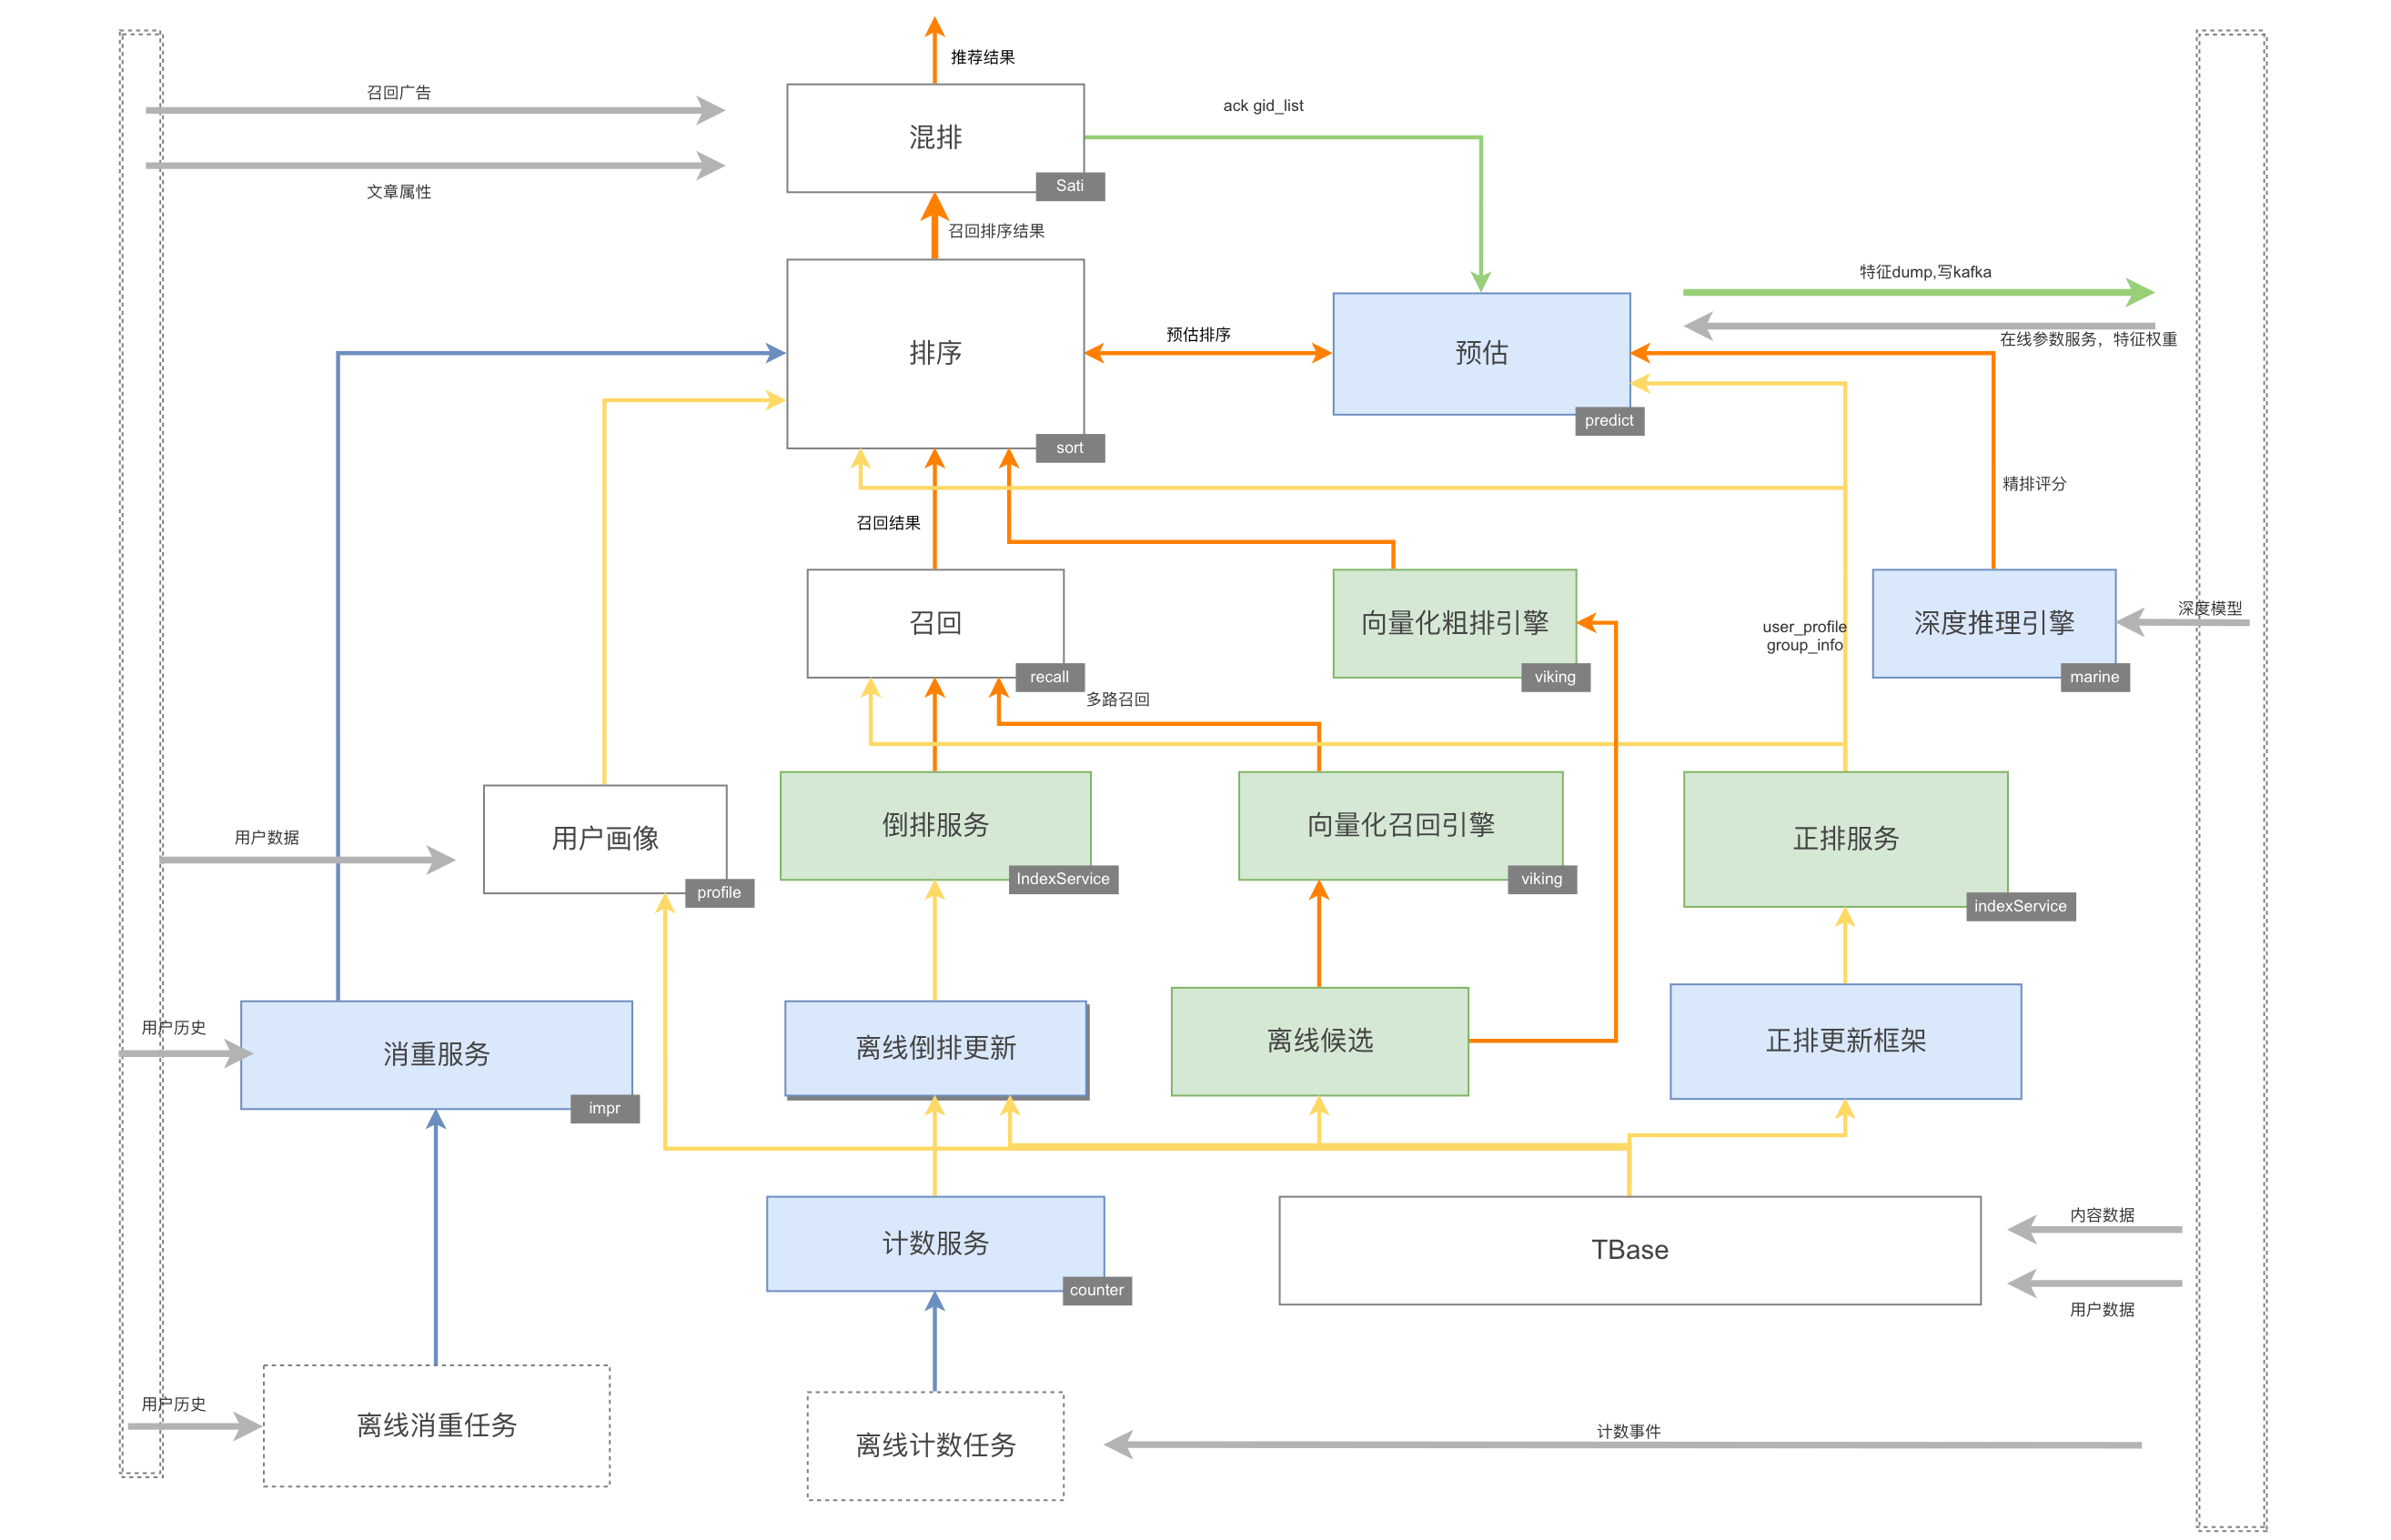 推荐结果
召回广告
ack gid_list
混排
Sati
文章属性
召回排序结果
特征dump,写kafka
预估排序
在线参数服务，特征权重
排序
预估
predict
sort
精排评分
召回结果
深度模型
召回
向量化粗排引擎
user_profile
group_info
深度推理引擎
recall
viking
marine
多路召回
用户数据
用户画像
倒排服务
向量化召回引擎
正排服务
profile
IndexService
viking
indexService
用户历史
消重服务
离线倒排更新
离线候选
正排更新框架
impr
内容数据
计数服务
TBase
counter
用户数据
用户历史
离线消重任务
离线计数任务
计数事件